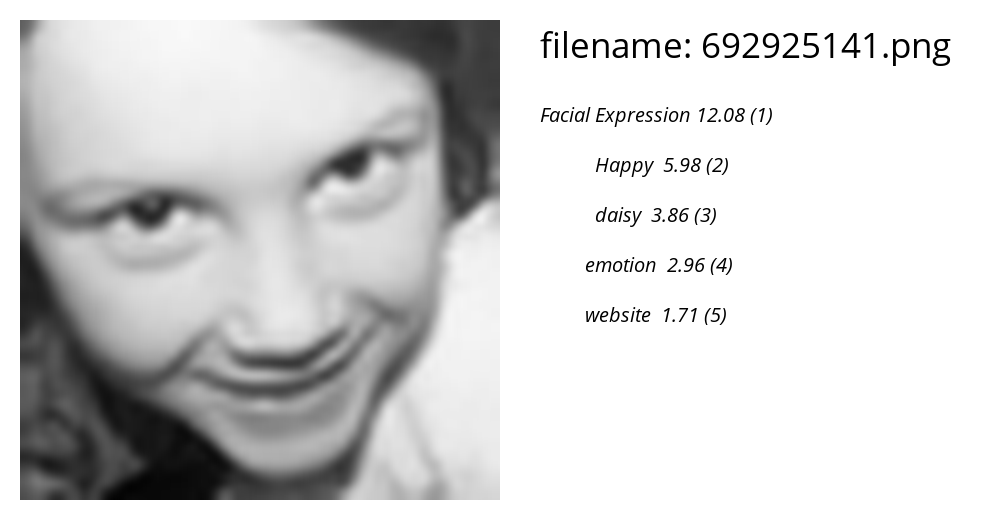 filename: 692925141.png
Facial Expression 12.08 (1)
Happy 5.98 (2)
daisy 3.86 (3)
emotion 2.96 (4)
website 1.71 (5)